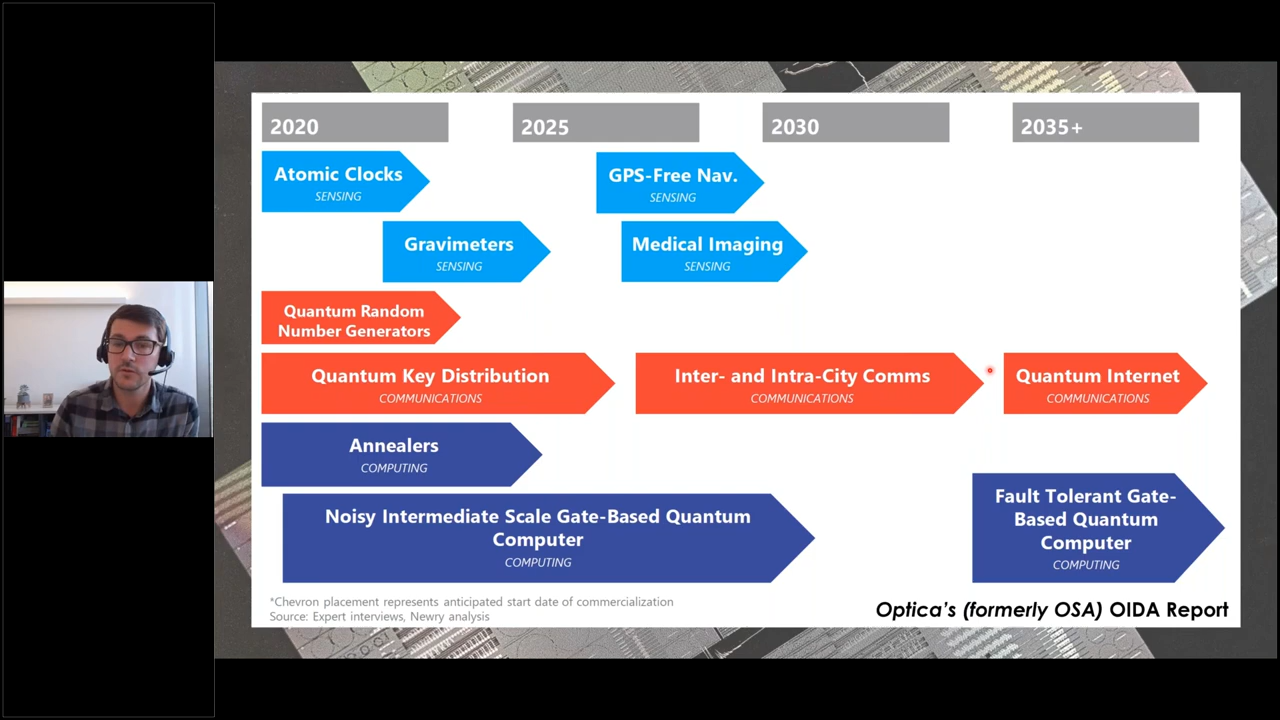 2020
2025
2030
2035+
Atomic Clocks
SENSING
GPS-Free Nav.
SENSING
Gravimeters
SENSING
Medical Imaging
SENSING
Quantum Random
Number Generators
Quantum Key Distribution
COMMUNICATIONS
Inter- and Intra-City Comms
COMMUNICATIONS
Quantum Internet
COMMUNICATIONS
Annealers
COMPUTING
Noisy Intermediate Scale Gate-Based Quantum
Computer
COMPUTING
Fault Tolerant Gate-
Based Quantum
Computer
COMPUTING
*Chevron placement represents anticipated start date of commercialization
Source: Expert interviews, Newry analysis
Optica's (formerly OSA) OIDA Report